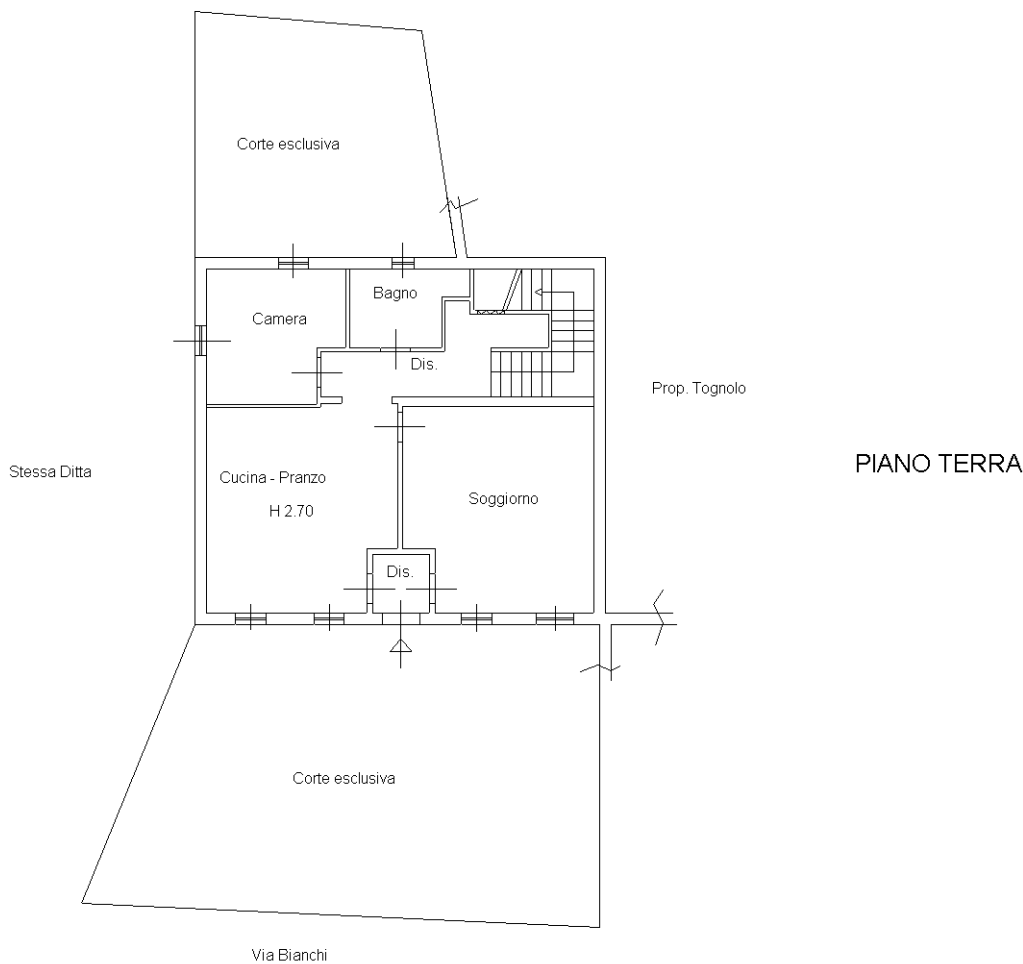 Corte esclusiva
Bagno
Camera
Dis.
Prop. Tognolo
Stessa Ditta
PIANO TERRA
Cucina - Pranzo
H 2.70
Soggiorno
Dis.
Corte esclusiva
Via Bianchi